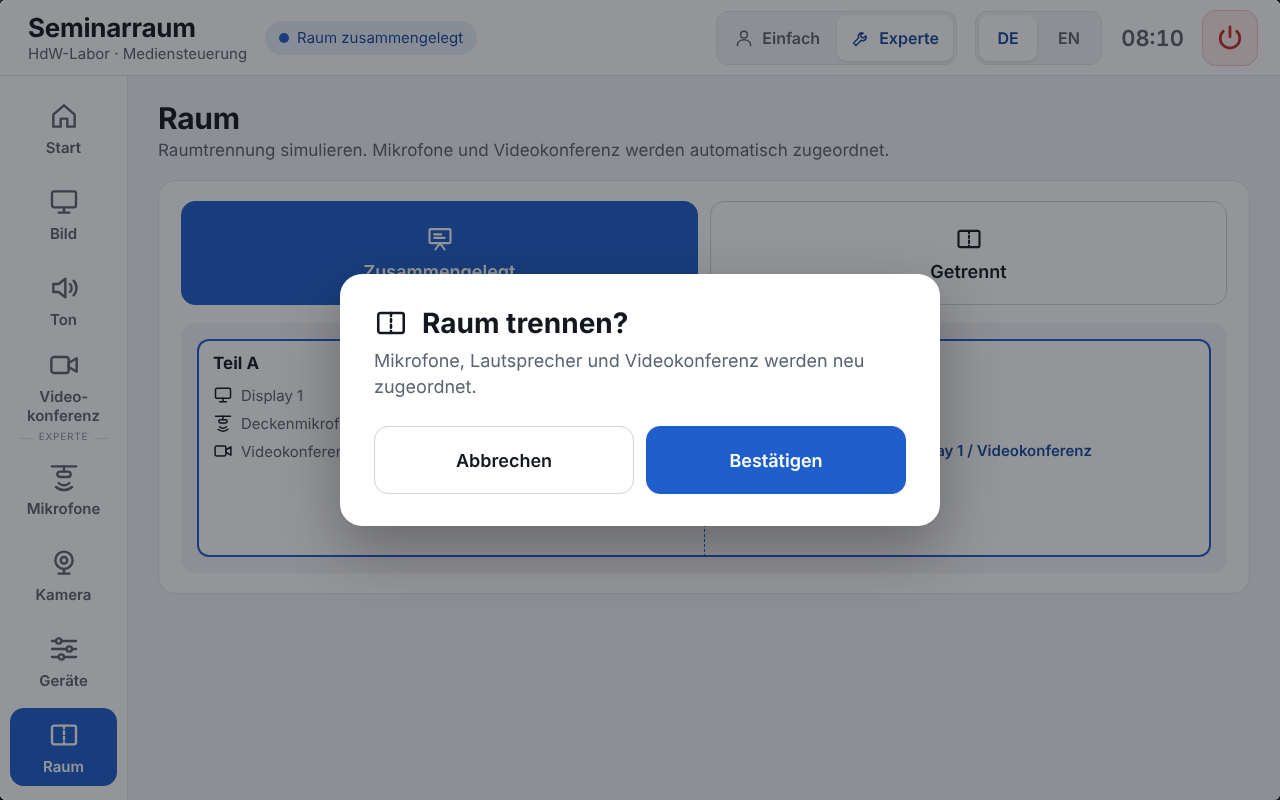 Seminarraum
HdW-Labor · Mediensteuerung
Raum zusammengelegt
Einfach
Experte
DE
EN
08:10
Start
Bild
Ton
Video-
konferenz
EXPERTE
Mikrofone
Kamera
Geräte
Raum
Raum
Raumtrennung simulieren. Mikrofone und Videokonferenz werden automatisch zugeordnet.
Zusammengelegt
Getrennt
Teil A
Display 1
Raum trennen?
Mikrofone, Lautsprecher und Videokonferenz werden neu
zugeordnet.
Abbrechen
Bestätigen
1 / Videokonferenz